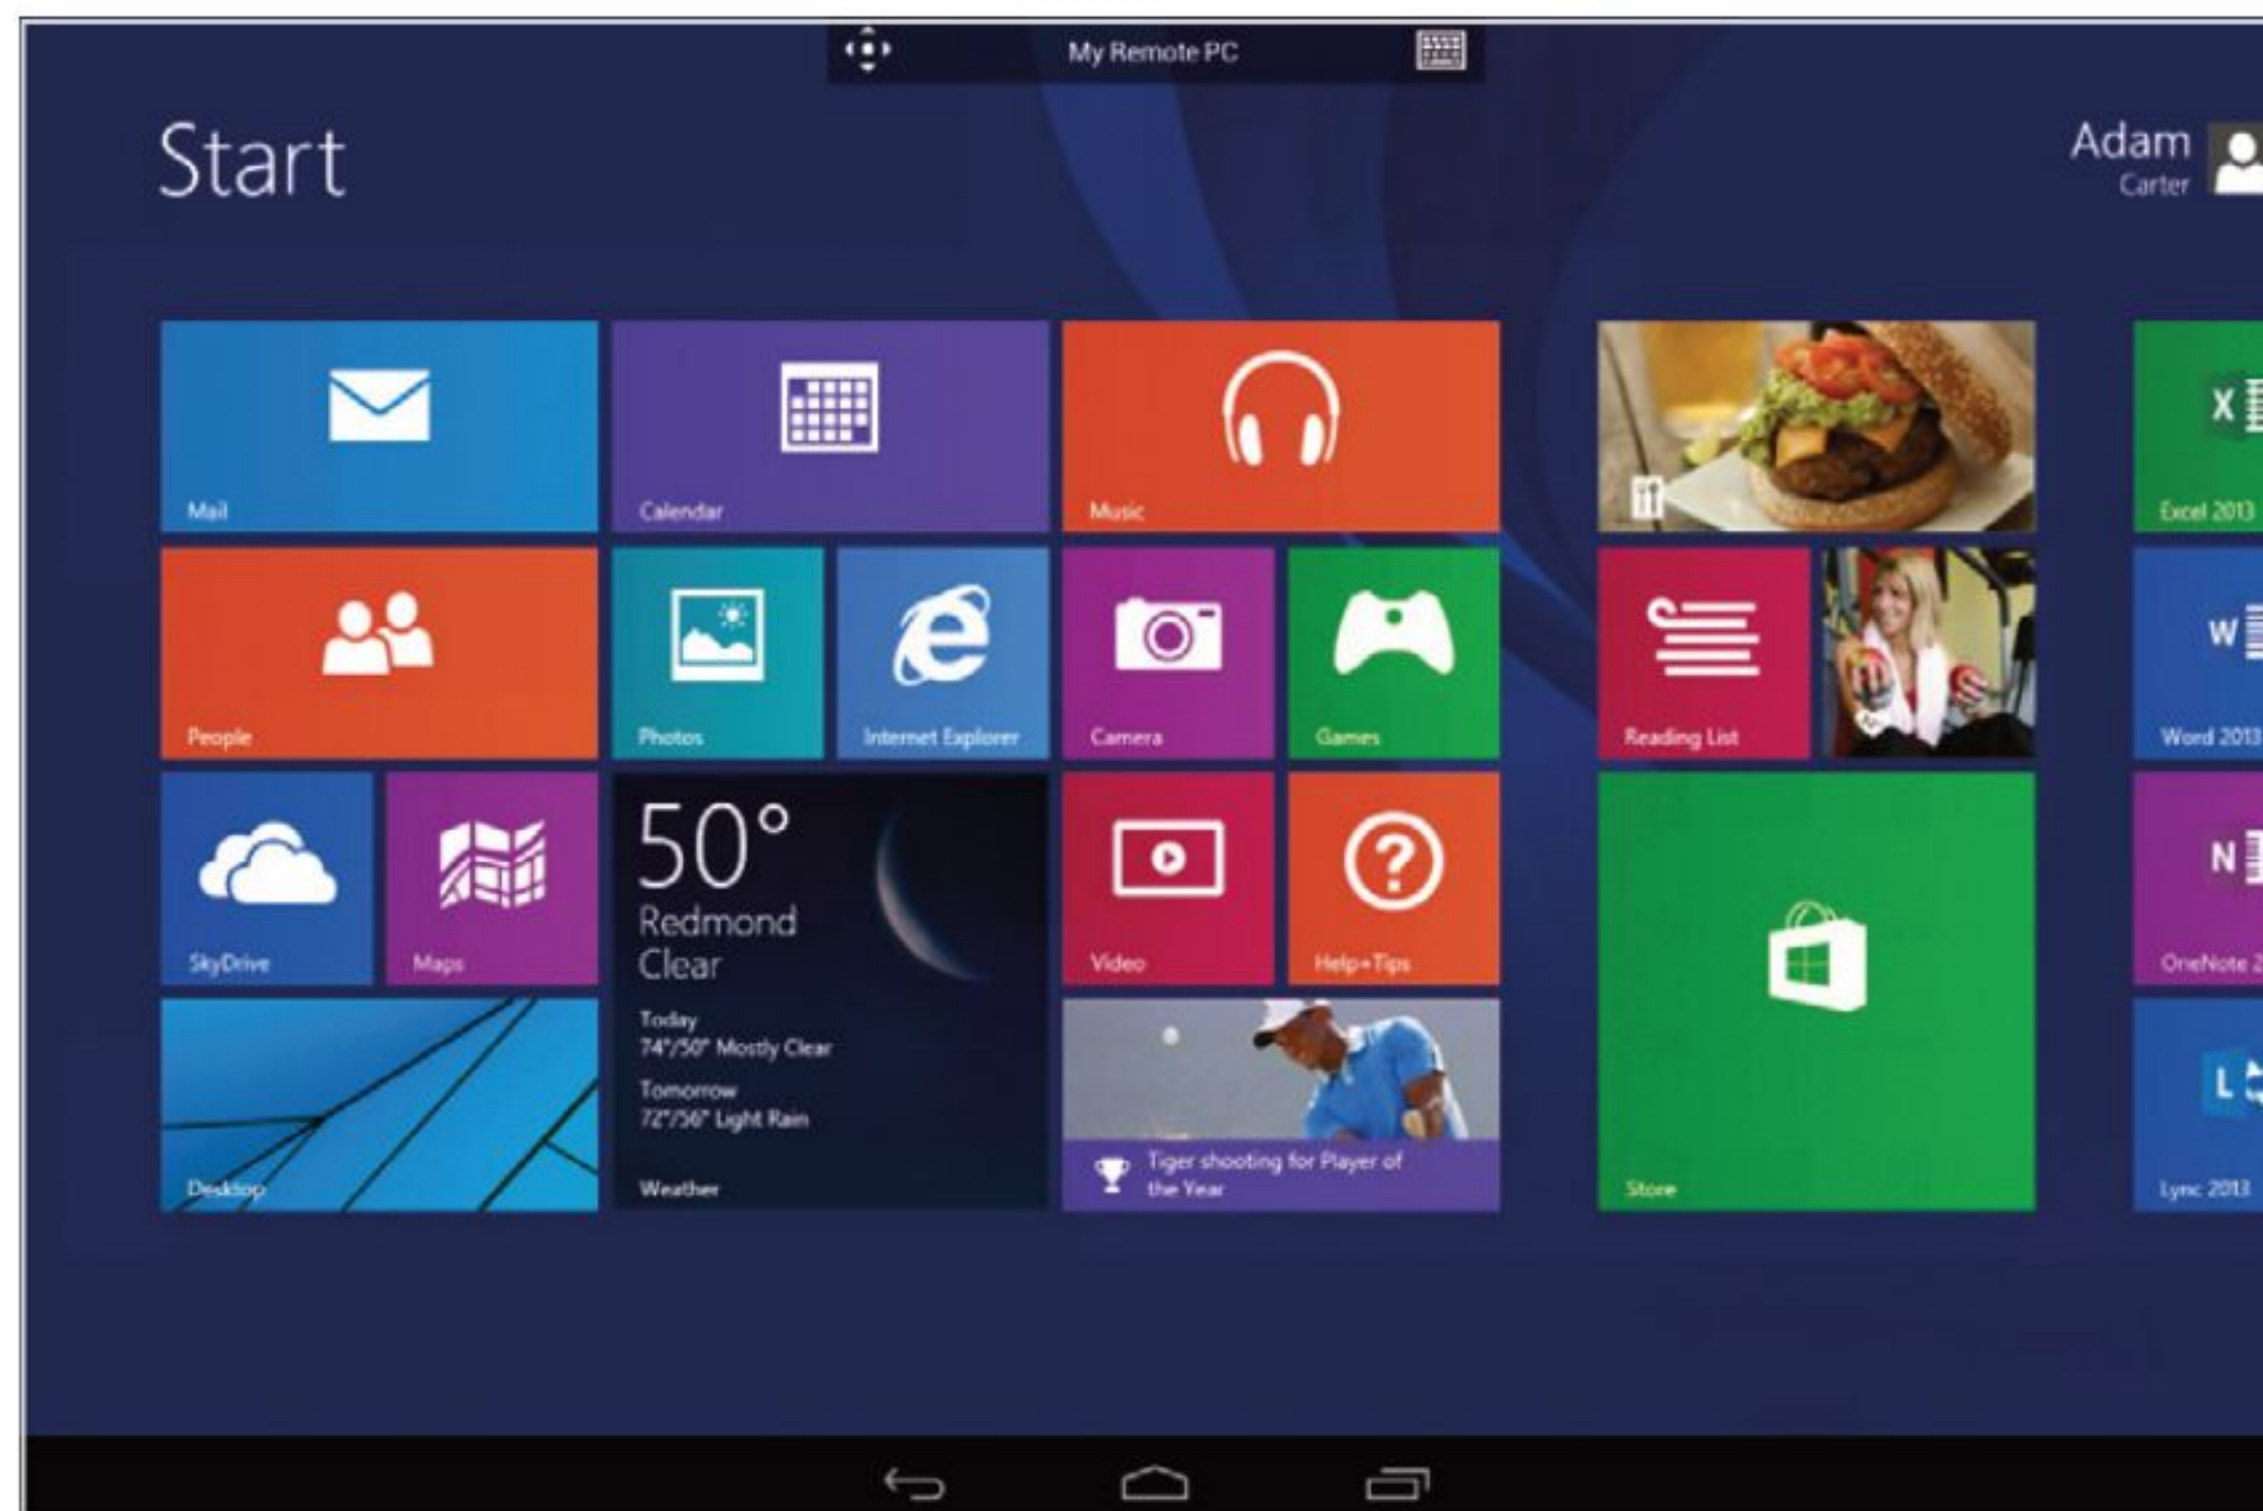 My Remote PC
Start
Adam
Carter
Mail
Calendar
Music
Excel 2013
People
Photos
Internet Explorer
Camera
Games
Reading List
Word 2013
50°
Redmond
Clear
SkyDrive
Maps
Video
Help+Tips
OneNote 2
Today
74°/50° Mostly Clear
Tomorrow
72°/56° Light Rain
Weather
Desktop
Tiger shooting for Player of
the Year
Store
Lync 2013